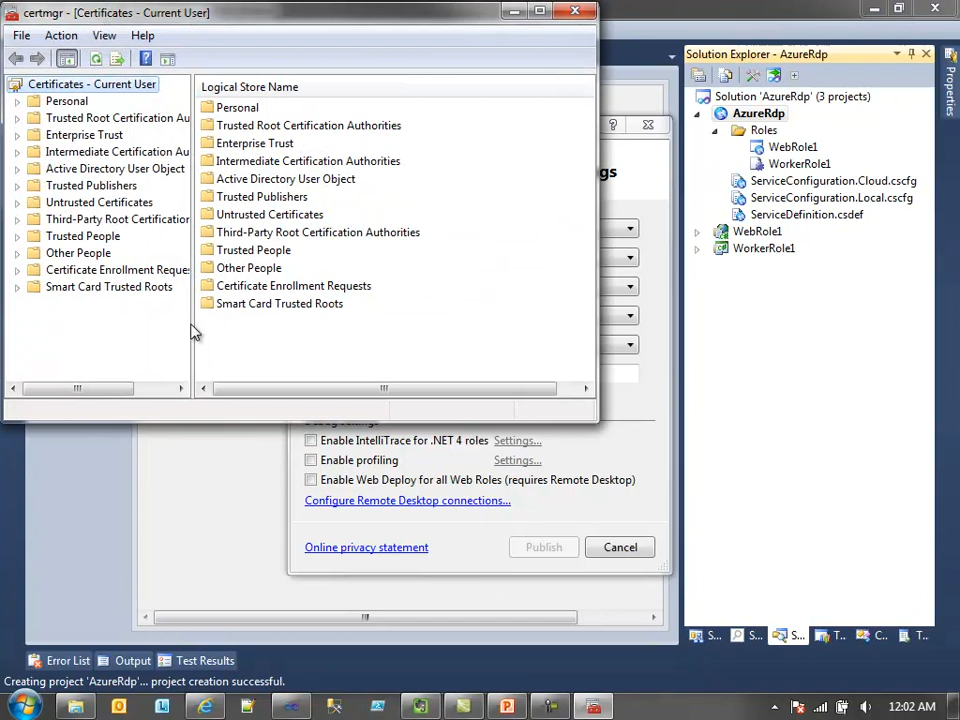 certmgr - [Certificates - Current User]
File Action View Help
Certificates - Current User
Personal
Trusted Root Certification Au
Enterprise Trust
Intermediate Certification Au
Active Directory User Object
Trusted Publishers
Untrusted Certificates
Third-Party Root Certification
Trusted People
Other People
Certificate Enrollment Reques
Smart Card Trusted Roots
Logical Store Name
Personal
Trusted Root Certification Authorities
Enterprise Trust
Intermediate Certification Authorities
Active Directory User Object
Trusted Publishers
Untrusted Certificates
Third-Party Root Certification Authorities
Trusted People
Other People
Certificate Enrollment Requests
Smart Card Trusted Roots
gs
Enable IntelliTrace for .NET 4 roles Settings...
Enable profiling Settings...
Enable Web Deploy for all Web Roles (requires Remote Desktop)
Configure Remote Desktop connections...
Online privacy statement Publish Cancel
Solution Explorer - AzureRdp
Solution 'AzureRdp' (3 projects)
AzureRdp
Roles
WebRole1
WorkerRole1
ServiceConfiguration.Cloud.cscfg
ServiceConfiguration.Local.cscfg
ServiceDefinition.csdef
WebRole1
WorkerRole1
Properties
S... S... S... T... C... T...
Error List Output Test Results
Creating project 'AzureRdp'... project creation successful.
12:02 AM